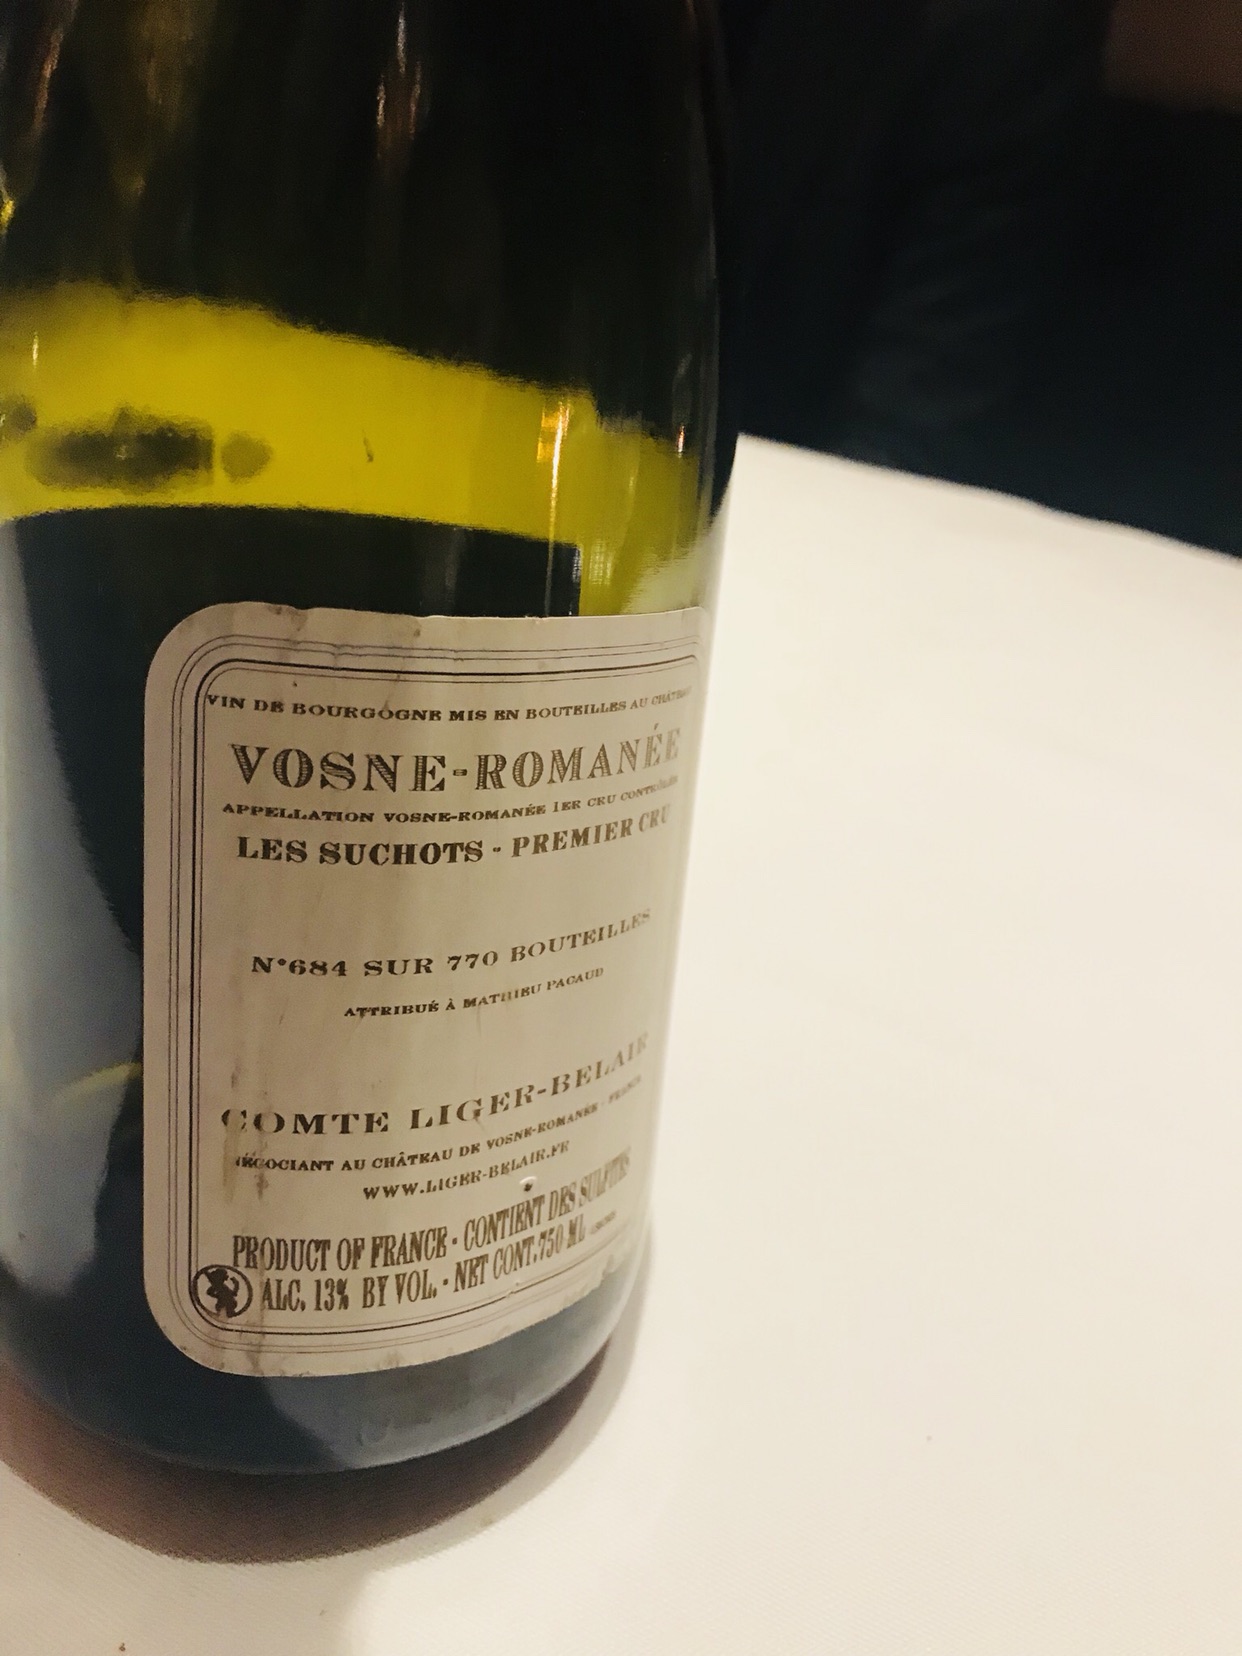 VIN DE BOURGOGNE MIS EN BOUTEILLES AU CHÂTEAU
VOSNE-ROMANÉE
APPELLATION VOSNE-ROMANÉE 1ER CRU CONTRÔLÉE
LES SUCHOTS - PREMIER CRU
N°684 SUR 770 BOUTEILLES
ATTRIBUÉ À MATHIEU PACAUD
COMTE LIGER-BELAIR
NÉGOCIANT AU CHÂTEAU DE VOSNE-ROMANÉE - FRANCE
WWW.LIGER-BELAIR.FR
PRODUCT OF FRANCE - CONTIENT DES SULFITES
ALC. 13% BY VOL. - NET CONT. 750 ML